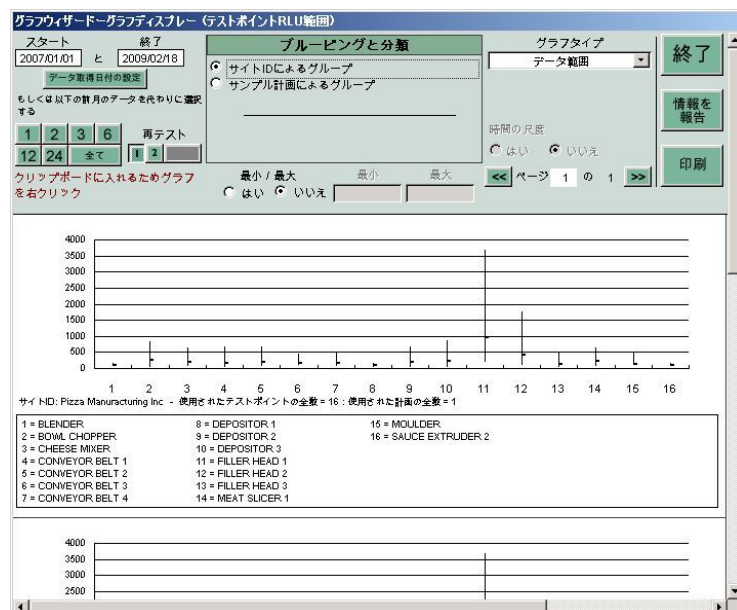 グラフウィザードーグラフディスプレー（テストポイントRLU範囲）
スタート 終了
2007/01/01 と 2009/02/18
データ取得日付の設定
もしくは以下の前月のデータを代わりに選択する
1 2 3 6 再テスト
12 24 全て 1 2
クリップボードに入れるためグラフを右クリック
ブルーピングと分類
サイトIDによるグループ
サンプル計画によるグループ
最小 / 最大 最小 最大
はい いいえ
グラフタイプ
データ範囲
時間の尺度
はい いいえ
<< ページ 1 の 1 >>
終了
情報を
報告
印刷
4000
3500
3000
2500
2000
1500
1000
500
0
1 2 3 4 5 6 7 8 9 10 11 12 13 14 15 16
サイトID: Pizza Manuracturing Inc - 使用されたテストポイントの全数 = 16 : 使用された計画の全数 = 1
1 = BLENDER
2 = BOWL CHOPPER
3 = CHEESE MIXER
4 = CONVEYOR BELT 1
5 = CONVEYOR BELT 2
6 = CONVEYOR BELT 3
7 = CONVEYOR BELT 4
8 = DEPOSITOR 1
9 = DEPOSITOR 2
10 = DEPOSITOR 3
11 = FILLER HEAD 1
12 = FILLER HEAD 2
13 = FILLER HEAD 3
14 = MEAT SLICER 1
15 = MOULDER
16 = SAUCE EXTRUDER 2
4000
3500
3000
2500